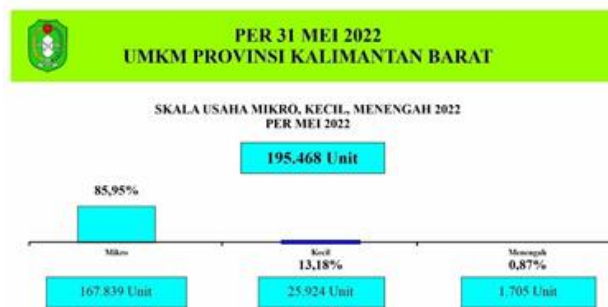 PER 31 MEI 2022
UMKM PROVINSI KALIMANTAN BARAT
SKALA USAHA MIKRO, KECIL, MENENGAH 2022
PER MEI 2022
195.468 Unit
85,95%
Mikro Kecil Menengah
13,18% 0,87%
167.839 Unit 25.924 Unit 1.705 Unit